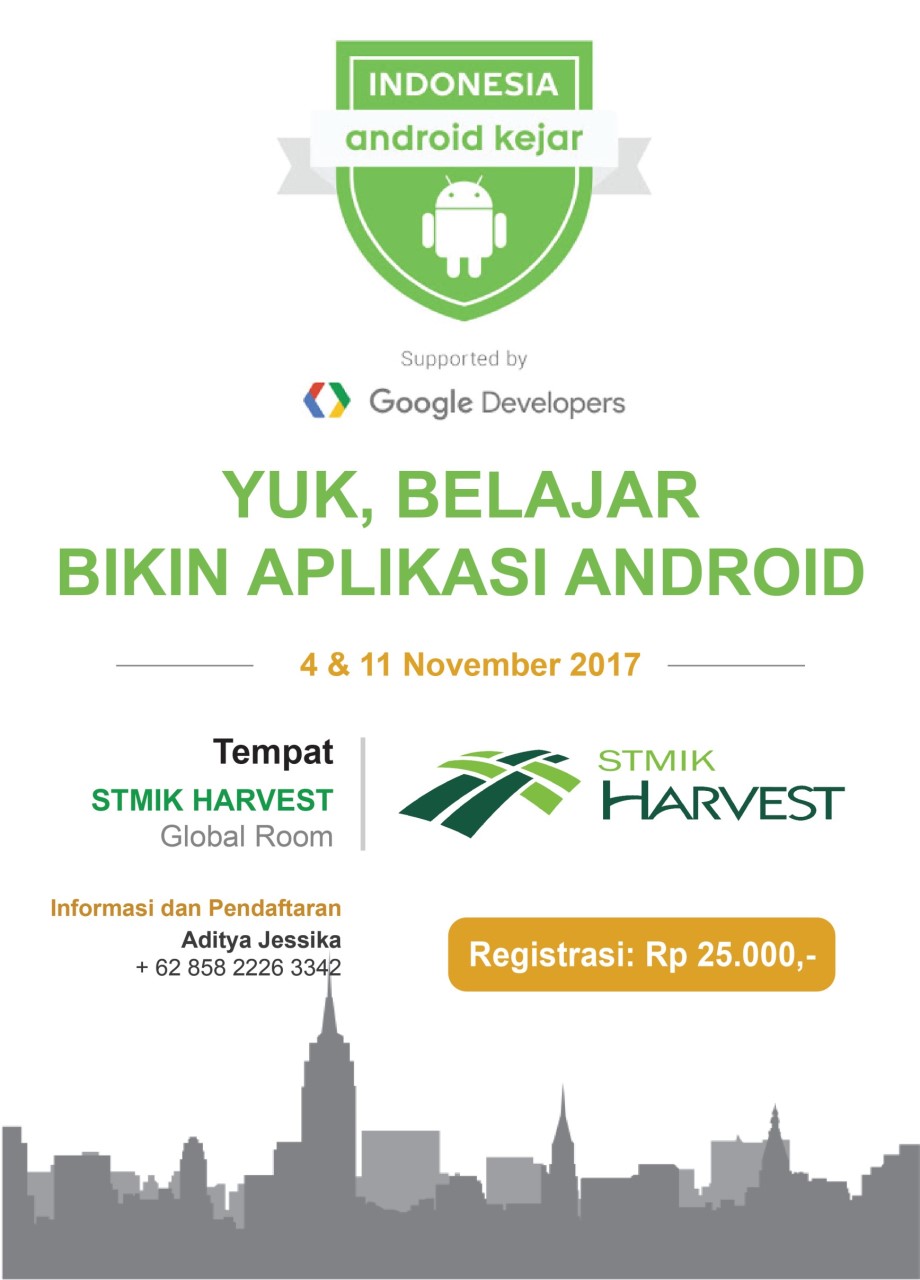 INDONESIA
android kejar
Supported by
Google Developers
YUK, BELAJAR
BIKIN APLIKASI ANDROID
4 & 11 November 2017
Tempat
STMIK HARVEST
Global Room
STMIK
HARVEST
Informasi dan Pendaftaran
Aditya Jessika
+ 62 858 2226 3342
Registrasi: Rp 25.000,-